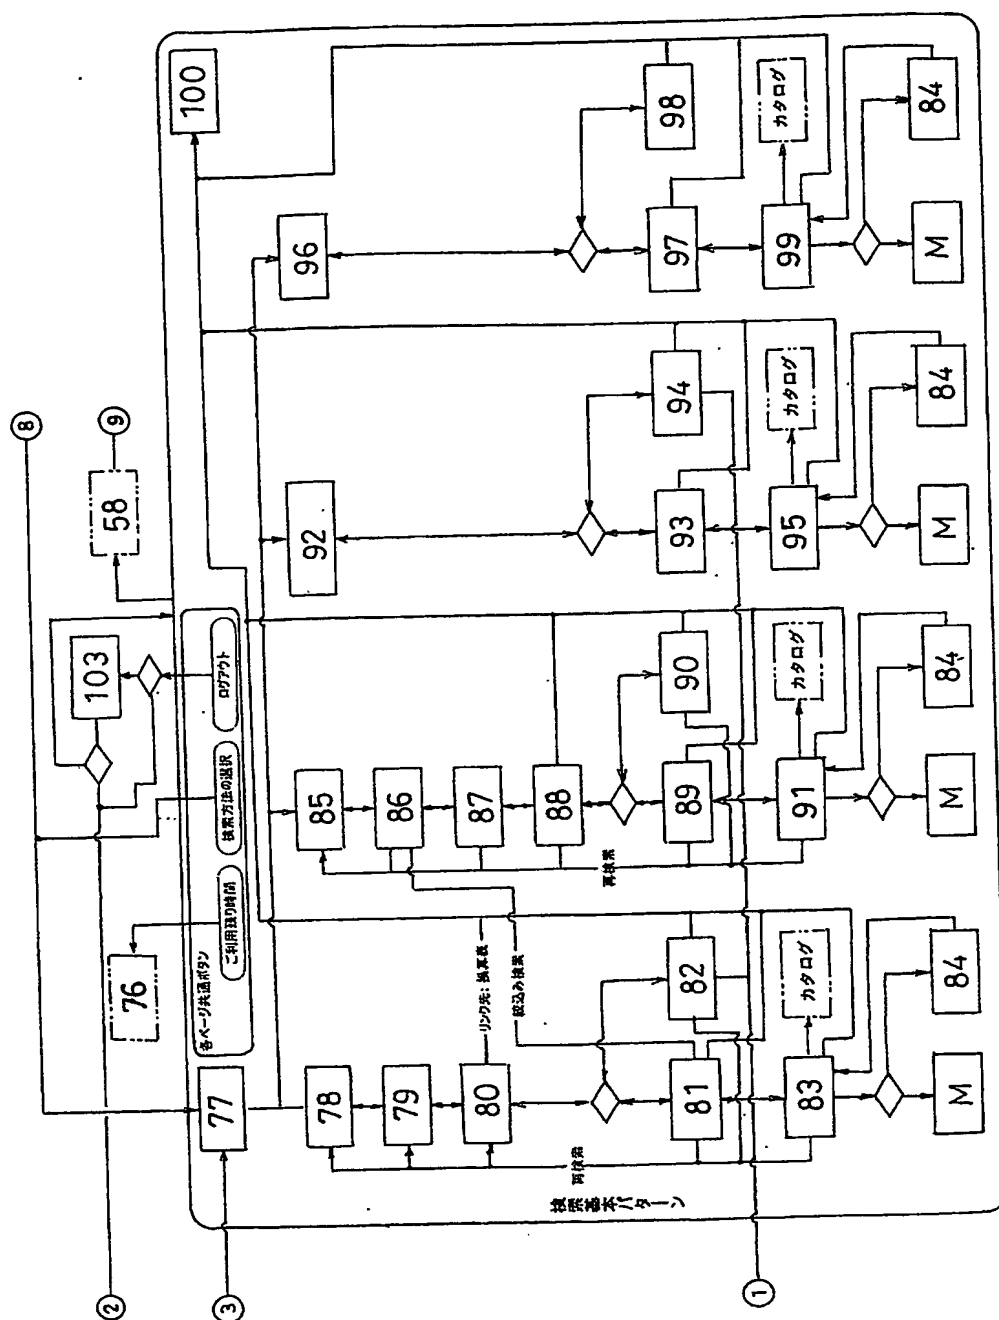 ⑧
⑨
②
③
①
58
103
76
各ページ共通ボタン
ご利用残り時間
検索方法の選択
ログアウト
100
77
78
79
80
リンク先:換算表
絞込み検索
再検索
81
82
83
カタログ
84
M
85
86
87
88
再検索
89
90
91
カタログ
84
M
92
93
94
95
カタログ
84
M
96
97
98
99
カタログ
84
M
検索基本パターン